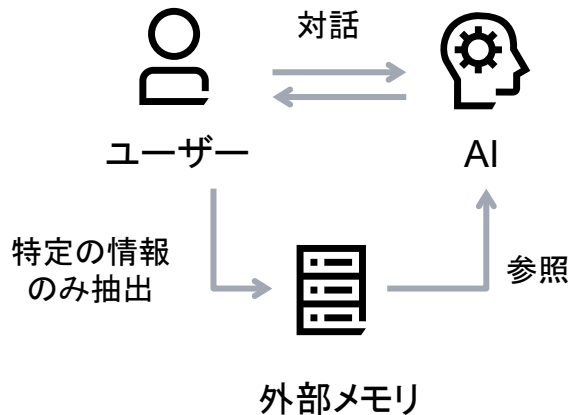 対話
ユーザー
AI
特定の情報
のみ抽出
参照
外部メモリ